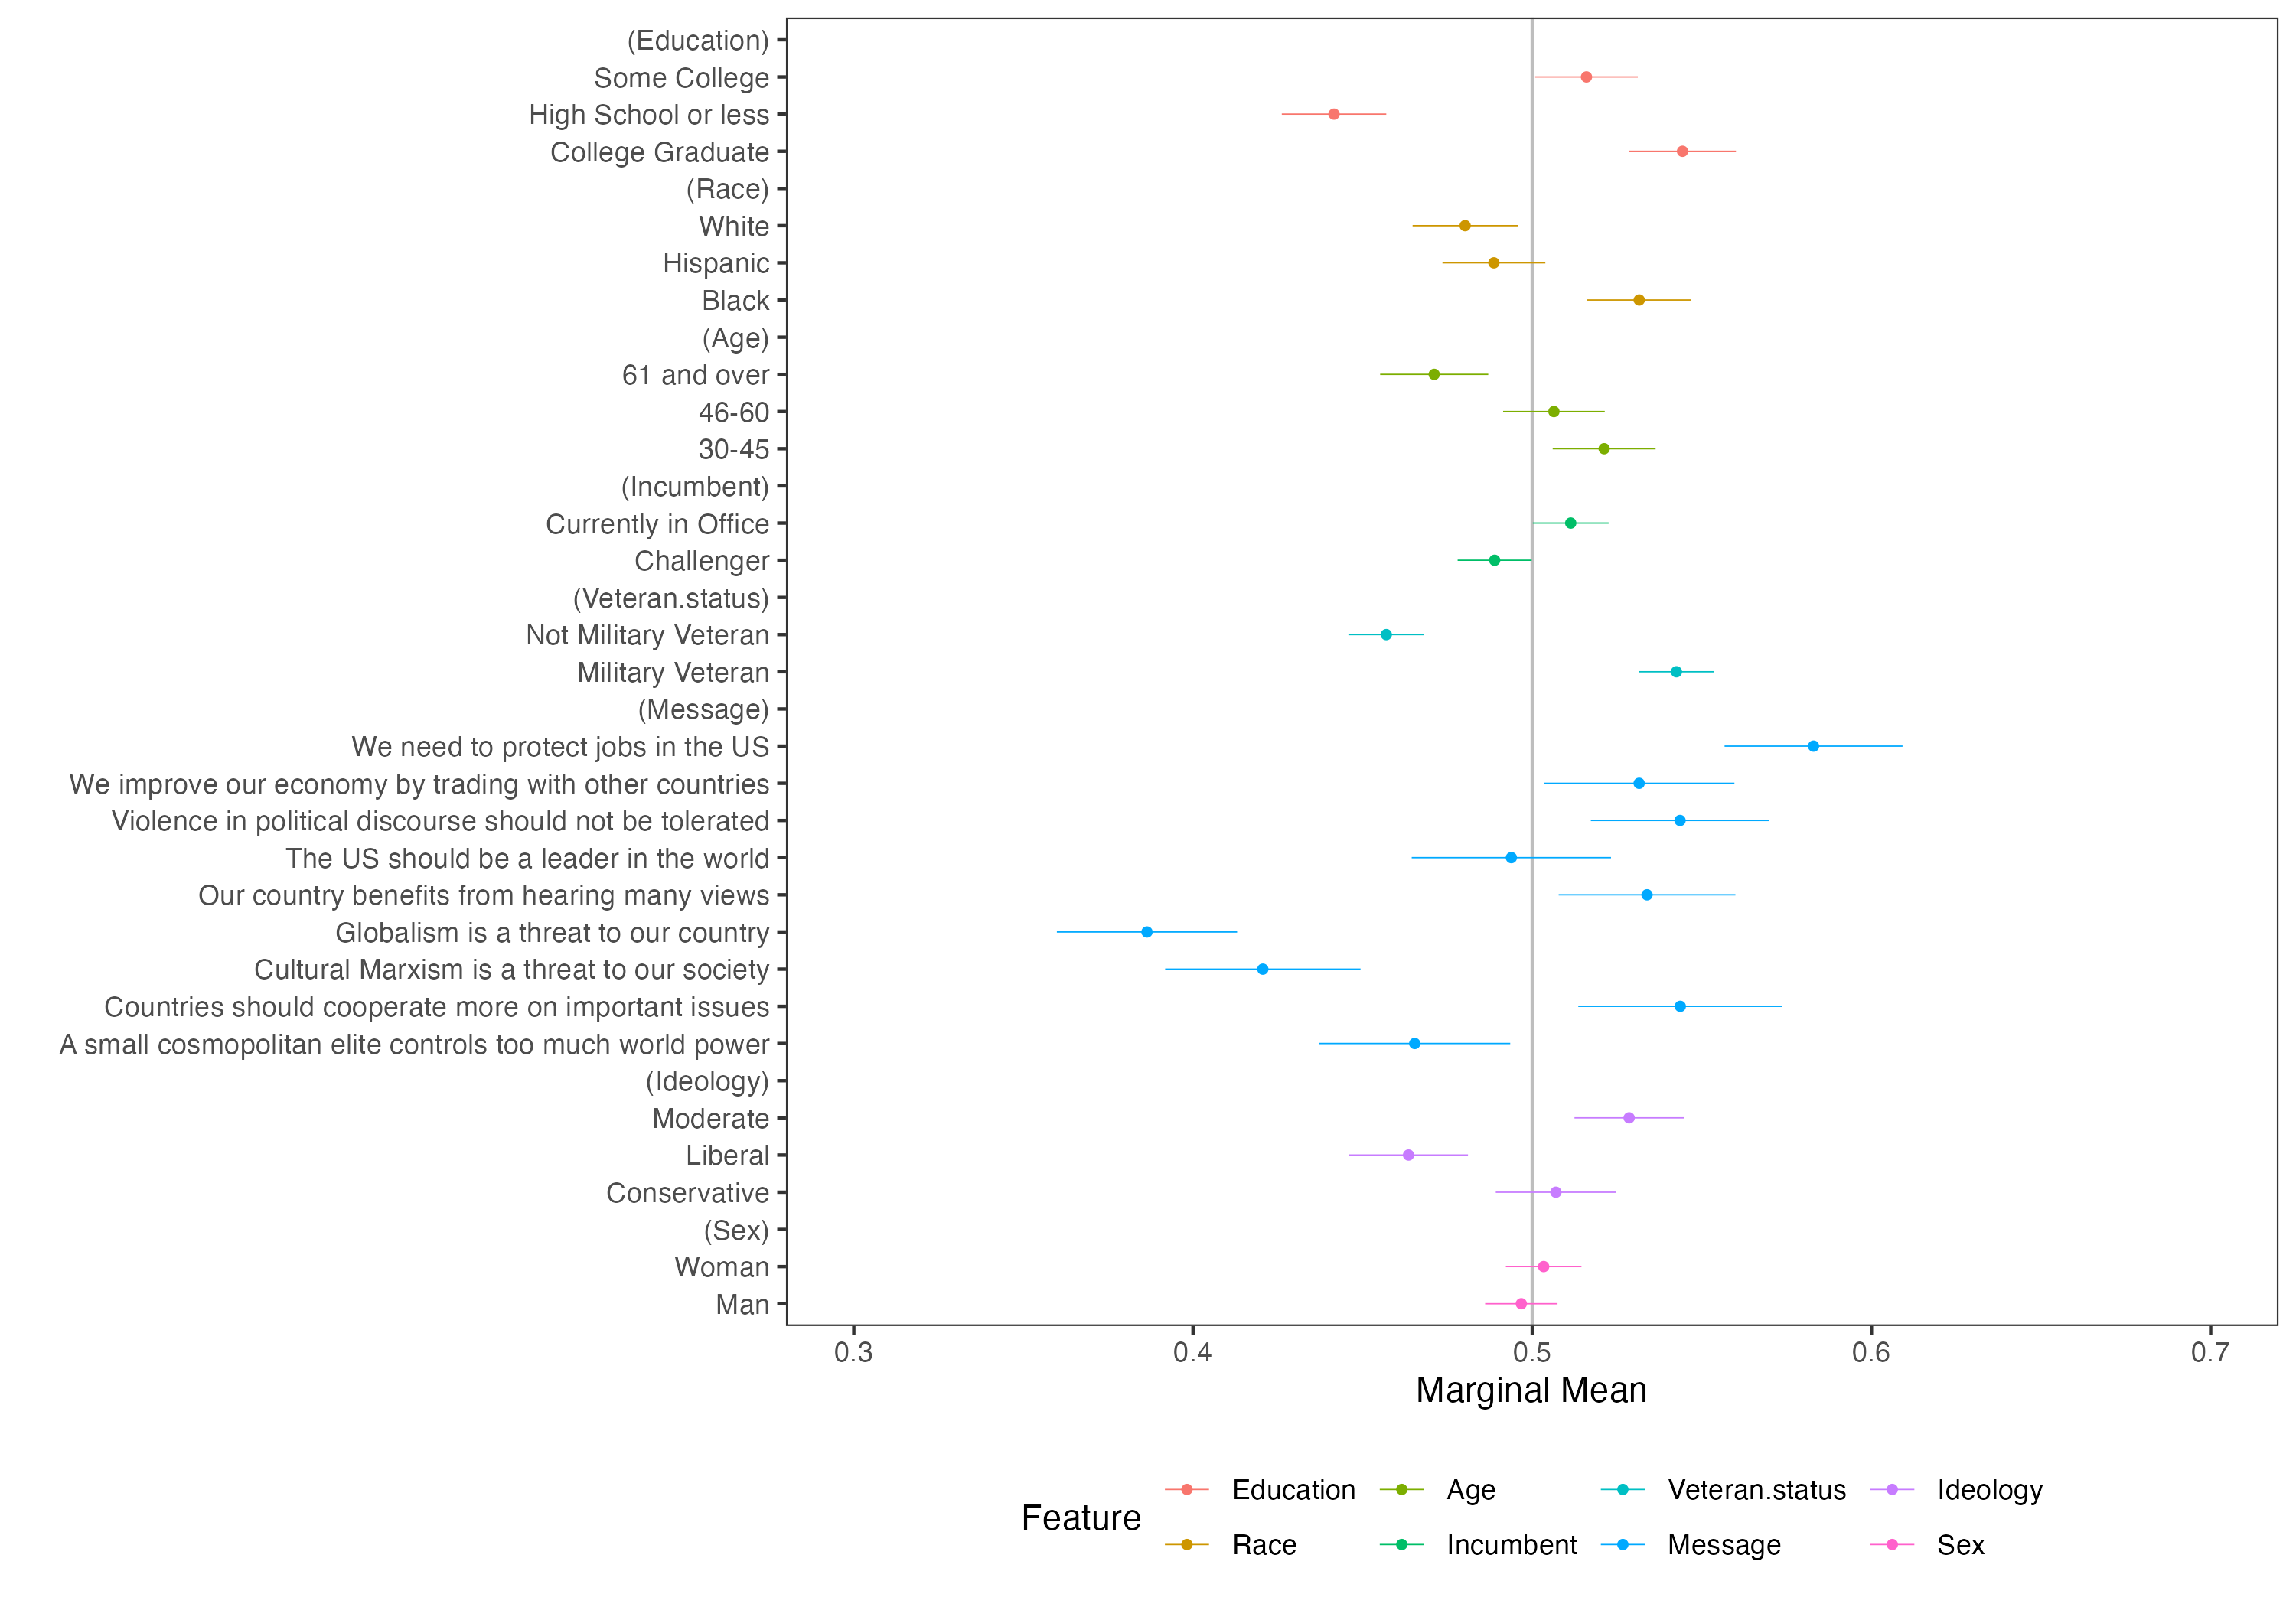 (Education)
Some College
High School or less
College Graduate
(Race)
White
Hispanic
Black
(Age)
61 and over
46-60
30-45
(Incumbent)
Currently in Office
Challenger
(Veteran.status)
Not Military Veteran
Military Veteran
(Message)
We need to protect jobs in the US
We improve our economy by trading with other countries
Violence in political discourse should not be tolerated
The US should be a leader in the world
Our country benefits from hearing many views
Globalism is a threat to our country
Cultural Marxism is a threat to our society
Countries should cooperate more on important issues
A small cosmopolitan elite controls too much world power
(Ideology)
Moderate
Liberal
Conservative
(Sex)
Woman
Man
0.3 0.4 0.5 0.6 0.7
Marginal Mean
Feature
Education Age Veteran.status Ideology
Race Incumbent Message Sex